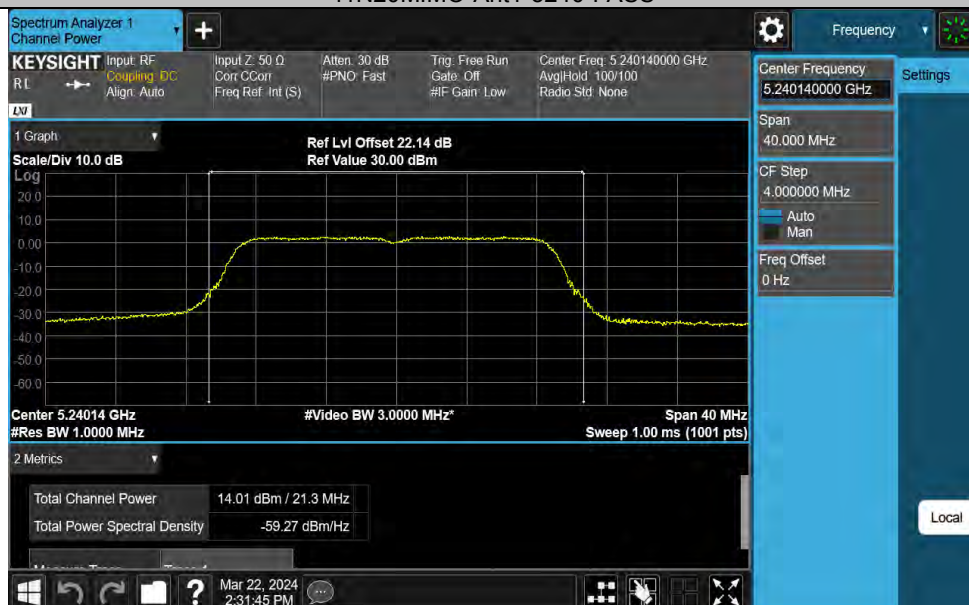 11N20MIMO-Ant1-5240-PASS
Spectrum Analyzer 1
Channel Power
+
Frequency
KEYSIGHT
RL
LXI
Input: RF
Coupling: DC
Align: Auto
Input Z: 50 Ω
Corr CCorr
Freq Ref: Int (S)
Atten: 30 dB
#PNO: Fast
Trig: Free Run
Gate: Off
#IF Gain: Low
Center Freq: 5.240140000 GHz
Avg|Hold: 100/100
Radio Std: None
Center Frequency
5.240140000 GHz
Settings
Span
40.000 MHz
CF Step
4.000000 MHz
Auto
Man
Freq Offset
0 Hz
1 Graph
Scale/Div 10.0 dB
Ref Lvl Offset 22.14 dB
Ref Value 30.00 dBm
Log
20.0
10.0
0.00
-10.0
-20.0
-30.0
-40.0
-50.0
-60.0
Center 5.24014 GHz
#Video BW 3.0000 MHz*
Span 40 MHz
#Res BW 1.0000 MHz
Sweep 1.00 ms (1001 pts)
2 Metrics
Total Channel Power 14.01 dBm / 21.3 MHz
Total Power Spectral Density -59.27 dBm/Hz
Local
?
Mar 22, 2024
2:31:45 PM